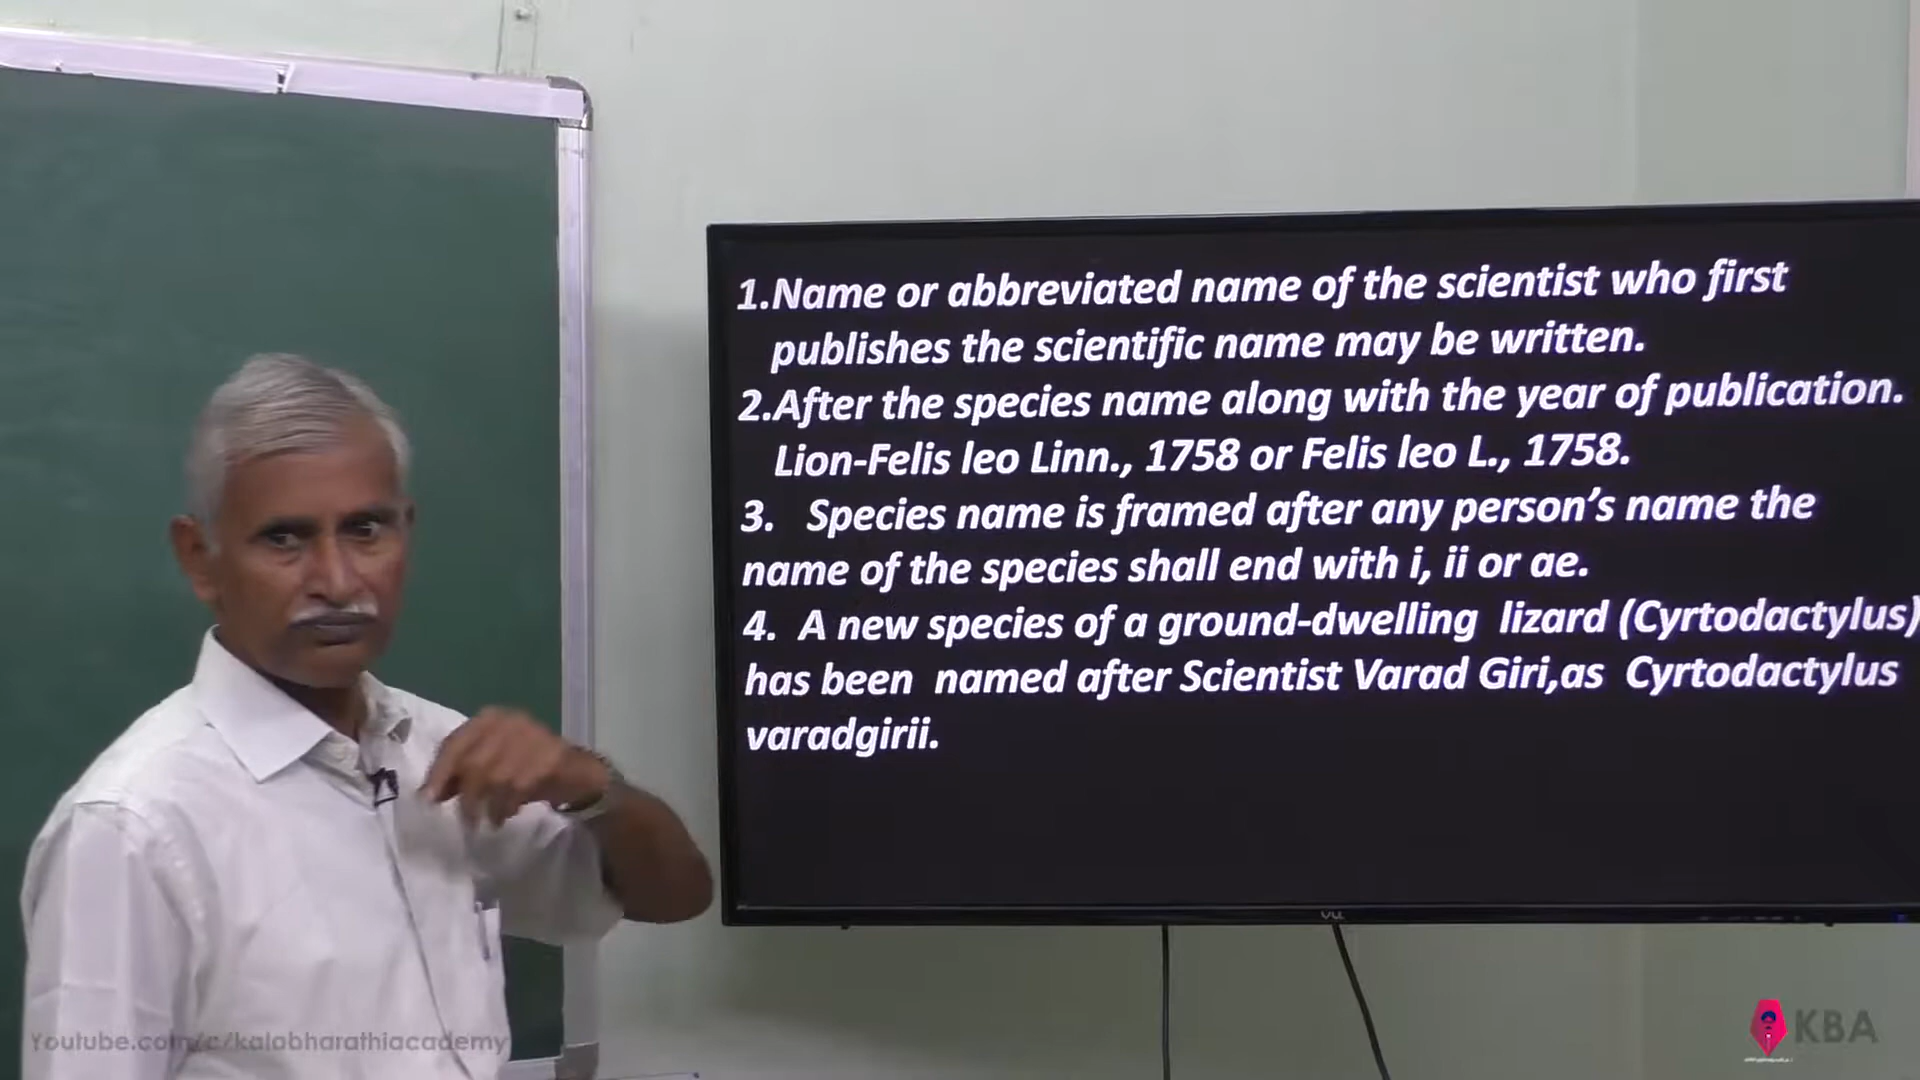 1.Name or abbreviated name of the scientist who first
publishes the scientific name may be written.
2.After the species name along with the year of publication.
Lion-Felis leo Linn., 1758 or Felis leo L., 1758.
3. Species name is framed after any person’s name the
name of the species shall end with i, ii or ae.
4. A new species of a ground-dwelling lizard (Cyrtodactylus)
has been named after Scientist Varad Giri,as Cyrtodactylus
varadgirii.
Youtube.com/c/kalabharathiacademy
KBA